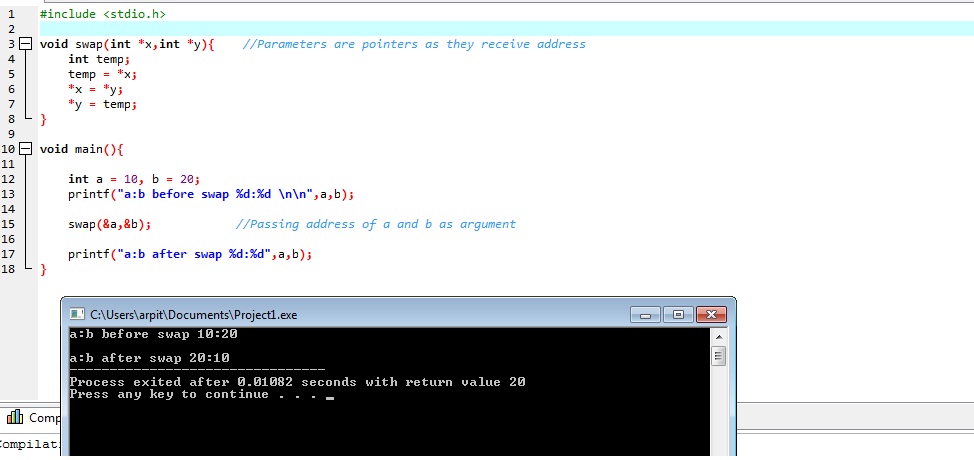 1 #include <stdio.h>
2
3 void swap(int *x,int *y){ //Parameters are pointers as they receive address
4 int temp;
5 temp = *x;
6 *x = *y;
7 *y = temp;
8 }
9
10 void main(){
11
12 int a = 10, b = 20;
13 printf("a:b before swap %d:%d \n\n",a,b);
14
15 swap(&a,&b); //Passing address of a and b as argument
16
17 printf("a:b after swap %d:%d",a,b);
18 }
C:\Users\arpit\Documents\Project1.exe
a:b before swap 10:20
a:b after swap 20:10
--------------------------------
Process exited after 0.01082 seconds with return value 20
Press any key to continue . . . _
Comp
Compilati